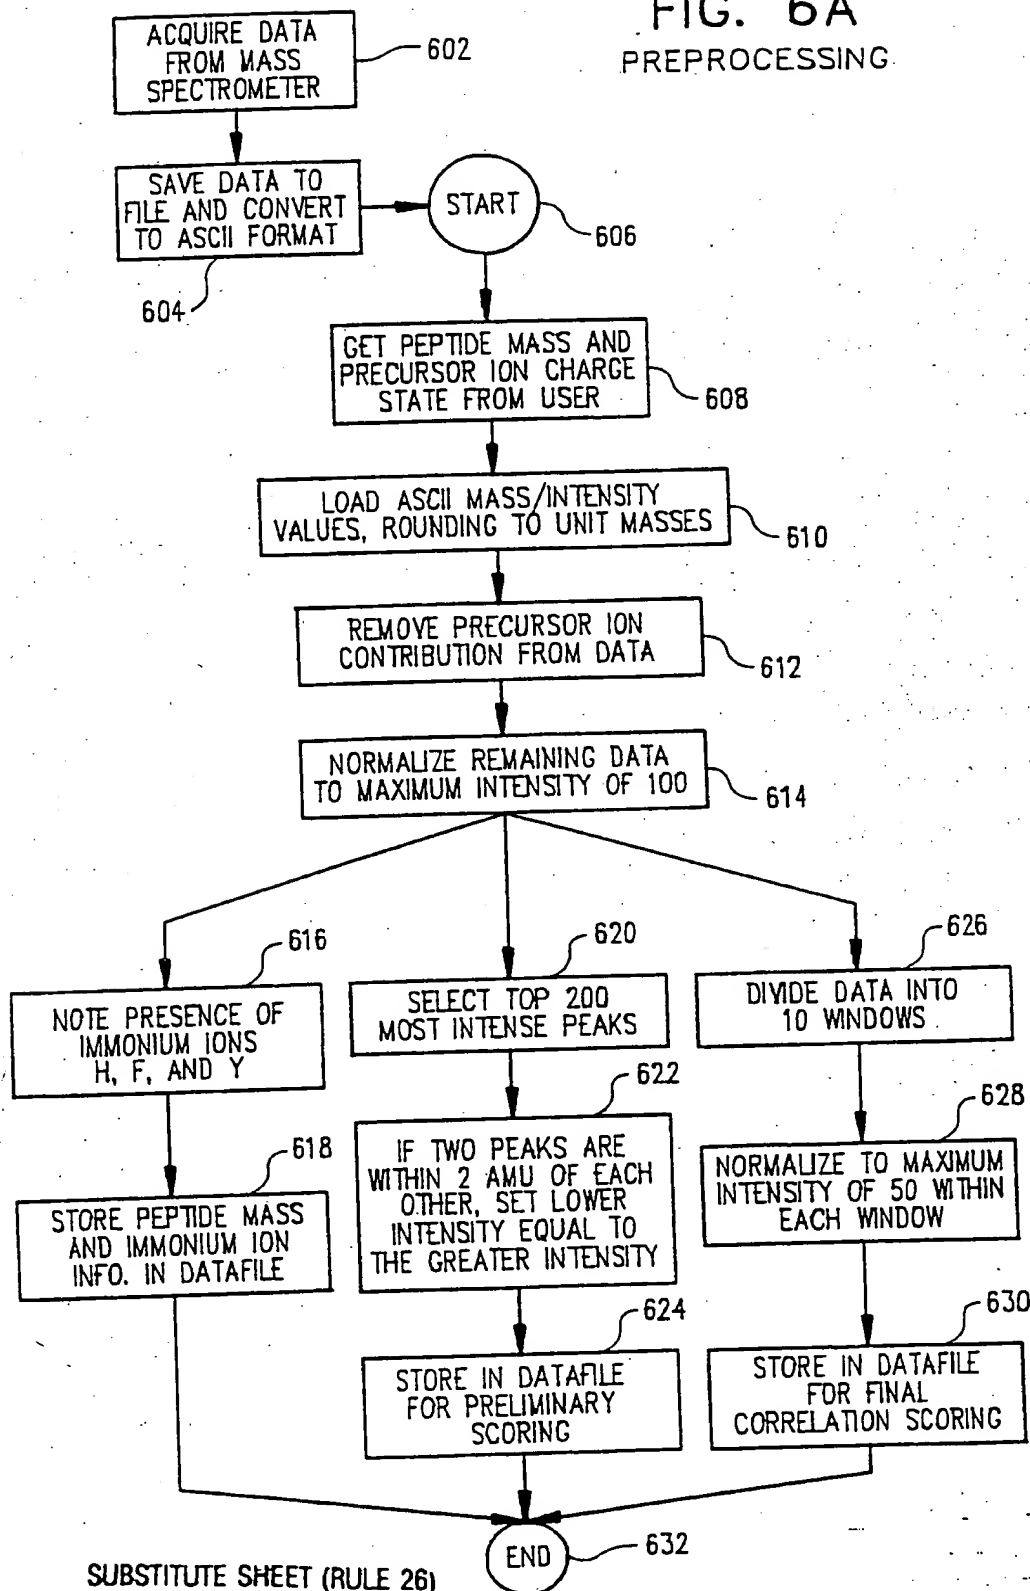 FIG. 6A
PREPROCESSING
ACQUIRE DATA
FROM MASS
SPECTROMETER
602
SAVE DATA TO
FILE AND CONVERT
TO ASCII FORMAT
604
START
606
GET PEPTIDE MASS AND
PRECURSOR ION CHARGE
STATE FROM USER
608
LOAD ASCII MASS/INTENSITY
VALUES, ROUNDING TO UNIT MASSES
610
REMOVE PRECURSOR ION
CONTRIBUTION FROM DATA
612
NORMALIZE REMAINING DATA
TO MAXIMUM INTENSITY OF 100
614
616
NOTE PRESENCE OF
IMMONIUM IONS
H, F, AND Y
618
STORE PEPTIDE MASS
AND IMMONIUM ION
INFO. IN DATAFILE
620
SELECT TOP 200
MOST INTENSE PEAKS
622
IF TWO PEAKS ARE
WITHIN 2 AMU OF EACH
OTHER, SET LOWER
INTENSITY EQUAL TO
THE GREATER INTENSITY
624
STORE IN DATAFILE
FOR PRELIMINARY
SCORING
626
DIVIDE DATA INTO
10 WINDOWS
628
NORMALIZE TO MAXIMUM
INTENSITY OF 50 WITHIN
EACH WINDOW
630
STORE IN DATAFILE
FOR FINAL
CORRELATION SCORING
END
632
SUBSTITUTE SHEET (RULE 26)